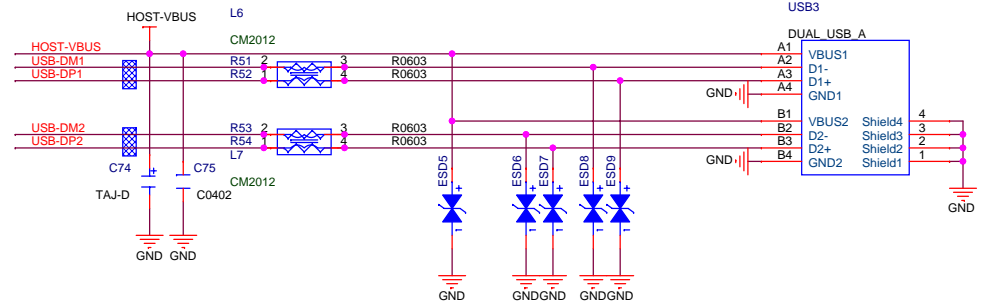 USB3
HOST-VBUS
L6
DUAL_USB_A
CM2012
HOST-VBUS
A1
VBUS1
USB-DM1
R51
2
3
R0603
A2
D1-
USB-DP1
R52
1
4
R0603
A3
D1+
GND
A4
GND1
B1
VBUS2
Shield4
4
USB-DM2
R53
2
3
R0603
B2
D2-
Shield3
3
USB-DP2
R54
1
4
R0603
B3
D2+
Shield2
2
L7
GND
B4
GND2
Shield1
1
C74
C75
CM2012
ESD5
ESD6
ESD7
ESD8
ESD9
+
+
+
+
+
+
TAJ-D
C0402
GND
GND
GND
GND
GND
GND
GND
GND